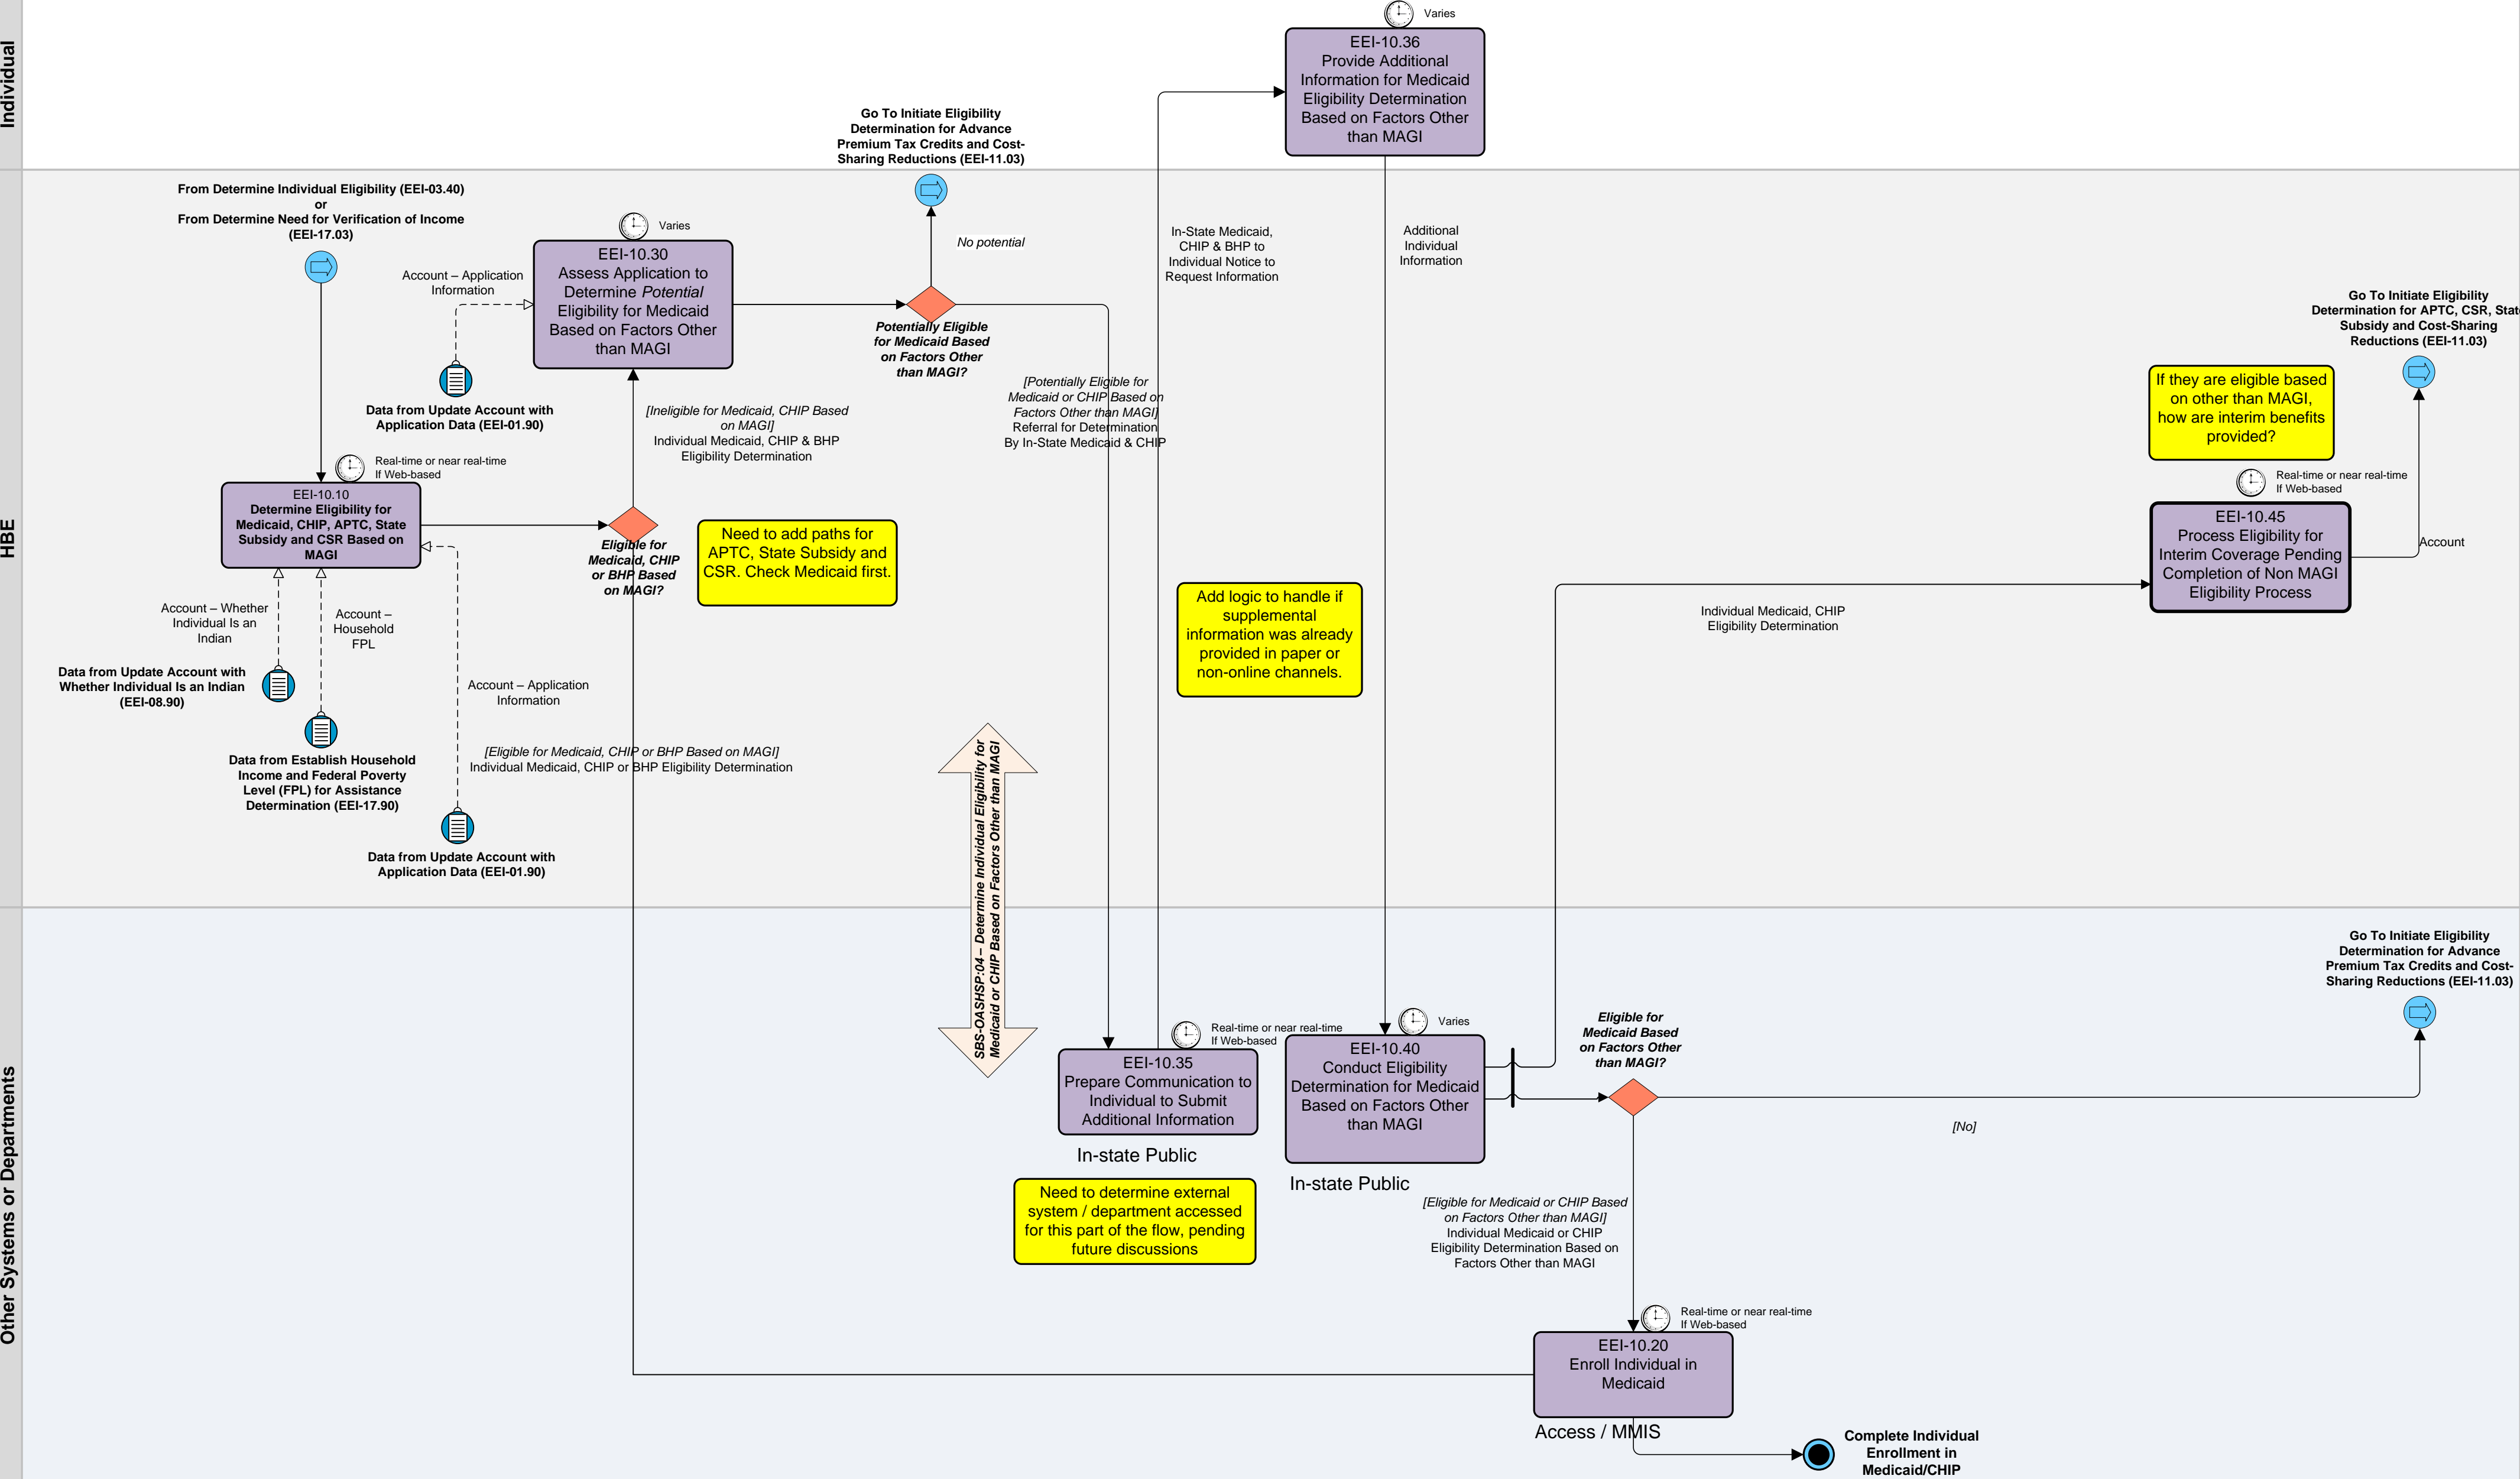 Individual
Varies
EEI-10.36
Provide Additional
Information for Medicaid
Eligibility Determination
Based on Factors Other
than MAGI
HBE
Go To Initiate Eligibility
Determination for Advance
Premium Tax Credits and Cost-
Sharing Reductions (EEI-11.03)
From Determine Individual Eligibility (EEI-03.40)
or
From Determine Need for Verification of Income
(EEI-17.03)
Varies
EEI-10.30
Assess Application to
Determine Potential
Eligibility for Medicaid
Based on Factors Other
than MAGI
Account – Application
Information
Data from Update Account with
Application Data (EEI-01.90)
No potential
Potentially Eligible
for Medicaid Based
on Factors Other
than MAGI?
In-State Medicaid,
CHIP & BHP to
Individual Notice to
Request Information
Additional
Individual
Information
[Potentially Eligible for
Medicaid or CHIP Based on
Factors Other than MAGI]
Referral for Determination
By In-State Medicaid & CHIP
[Ineligible for Medicaid, CHIP Based
on MAGI]
Individual Medicaid, CHIP & BHP
Eligibility Determination
Real-time or near real-time
If Web-based
EEI-10.10
Determine Eligibility for
Medicaid, CHIP, APTC, State
Subsidy and CSR Based on
MAGI
Eligible for
Medicaid, CHIP
or BHP Based
on MAGI?
Need to add paths for
APTC, State Subsidy and
CSR. Check Medicaid first.
Add logic to handle if
supplemental
information was already
provided in paper or
non-online channels.
Go To Initiate Eligibility
Determination for APTC, CSR, Stat
Subsidy and Cost-Sharing
Reductions (EEI-11.03)
If they are eligible based
on other than MAGI,
how are interim benefits
provided?
Real-time or near real-time
If Web-based
EEI-10.45
Process Eligibility for
Interim Coverage Pending
Completion of Non MAGI
Eligibility Process
Account
Individual Medicaid, CHIP
Eligibility Determination
Account – Whether
Individual Is an
Indian
Account –
Household
FPL
Data from Update Account with
Whether Individual Is an Indian
(EEI-08.90)
Account – Application
Information
Data from Establish Household
Income and Federal Poverty
Level (FPL) for Assistance
Determination (EEI-17.90)
[Eligible for Medicaid, CHIP or BHP Based on MAGI]
Individual Medicaid, CHIP or BHP Eligibility Determination
Data from Update Account with
Application Data (EEI-01.90)
SBS-OASHSP:04 – Determine Individual Eligibility for
Medicaid or CHIP Based on Factors Other than MAGI
Other Systems or Departments
Real-time or near real-time
If Web-based
EEI-10.35
Prepare Communication to
Individual to Submit
Additional Information
In-state Public
Need to determine external
system / department accessed
for this part of the flow, pending
future discussions
Varies
EEI-10.40
Conduct Eligibility
Determination for Medicaid
Based on Factors Other
than MAGI
In-state Public
Eligible for
Medicaid Based
on Factors Other
than MAGI?
Go To Initiate Eligibility
Determination for Advance
Premium Tax Credits and Cost-
Sharing Reductions (EEI-11.03)
[No]
[Eligible for Medicaid or CHIP Based
on Factors Other than MAGI]
Individual Medicaid or CHIP
Eligibility Determination Based on
Factors Other than MAGI
Real-time or near real-time
If Web-based
EEI-10.20
Enroll Individual in
Medicaid
Access / MMIS
Complete Individual
Enrollment in
Medicaid/CHIP